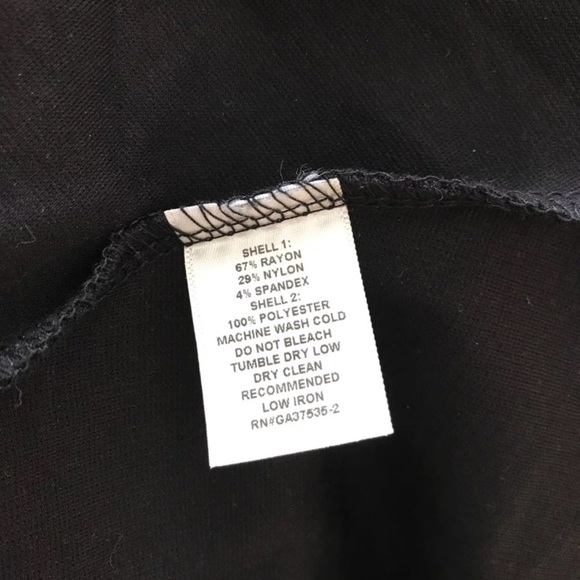 SHELL 1:
67% RAYON
29% NYLON
4% SPANDEX
SHELL 2:
100% POLYESTER
MACHINE WASH COLD
DO NOT BLEACH
TUMBLE DRY LOW
DRY CLEAN
RECOMMENDED
LOW IRON
RN#GA37535-2